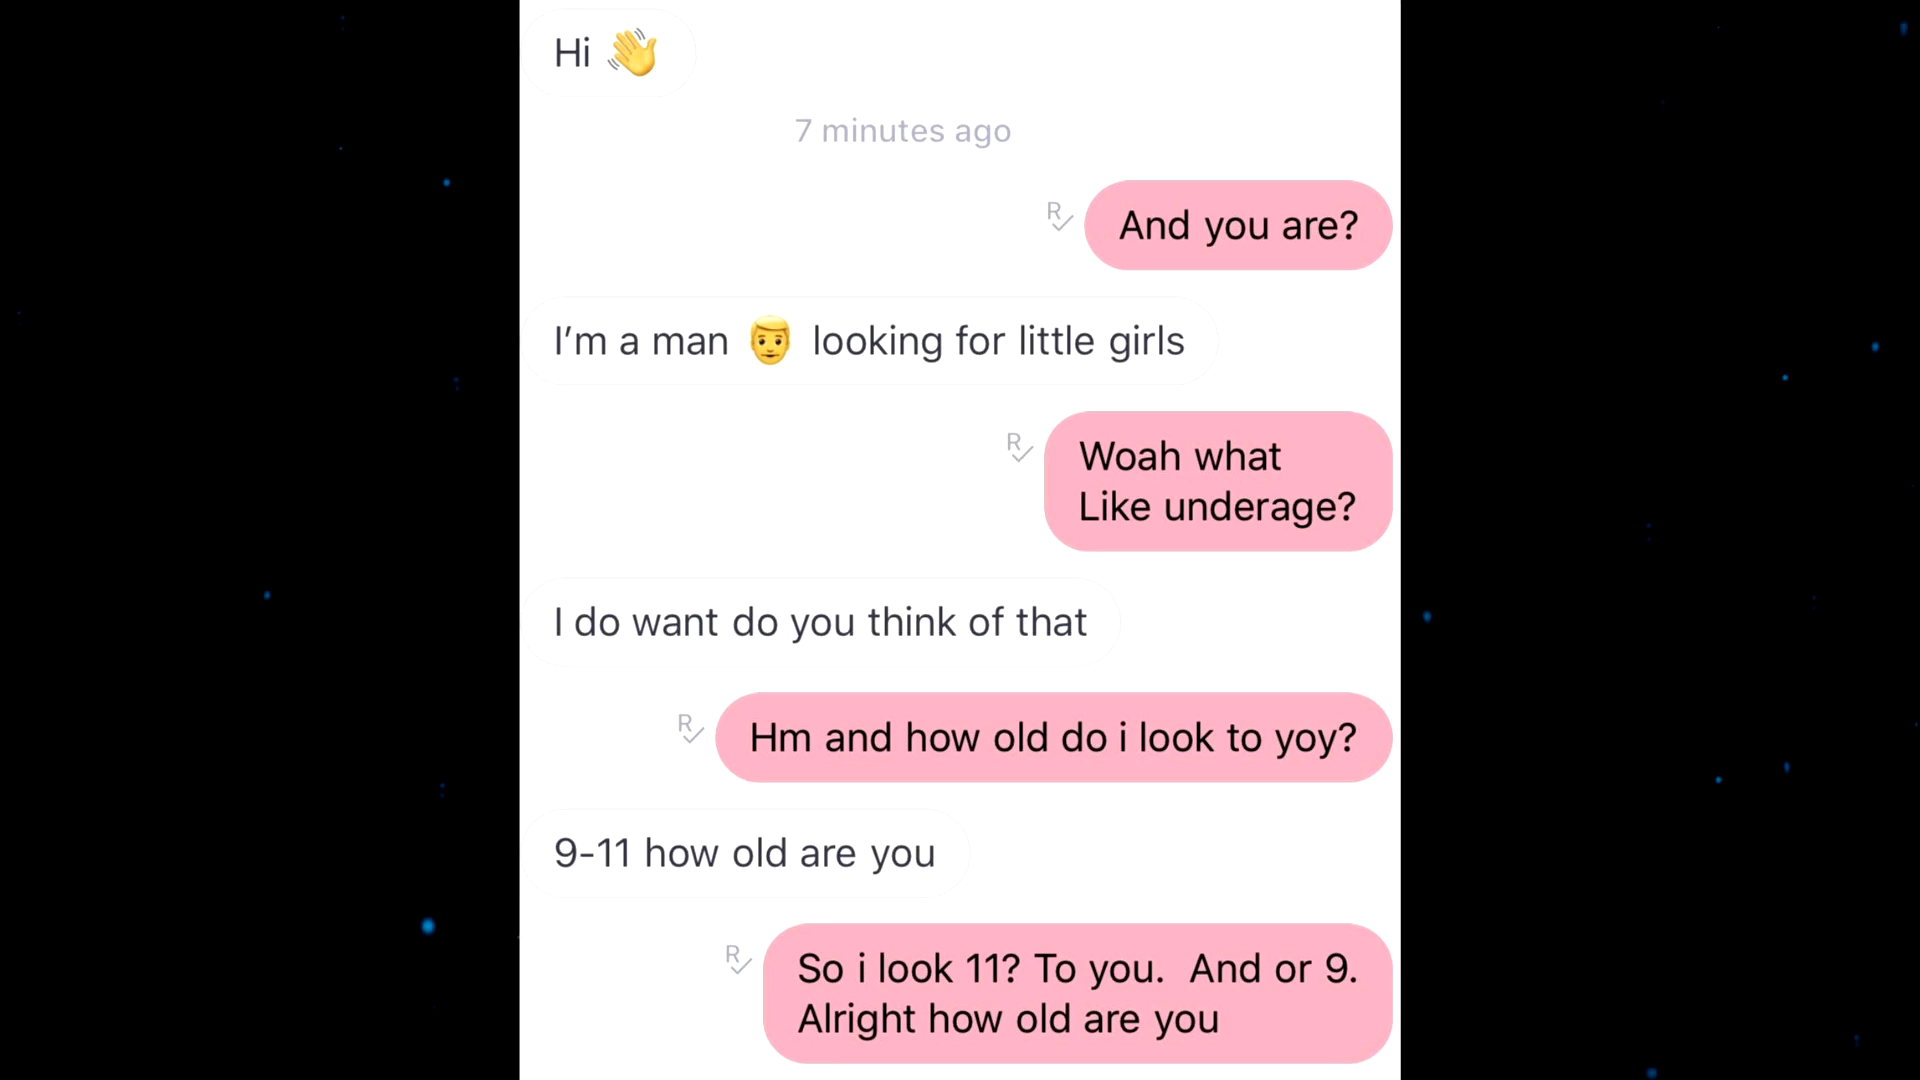 Hi 👋
7 minutes ago
R
And you are?
I'm a man 👨 looking for little girls
R
Woah what
Like underage?
I do want do you think of that
R
Hm and how old do i look to yoy?
9-11 how old are you
R
So i look 11? To you.  And or 9.
Alright how old are you